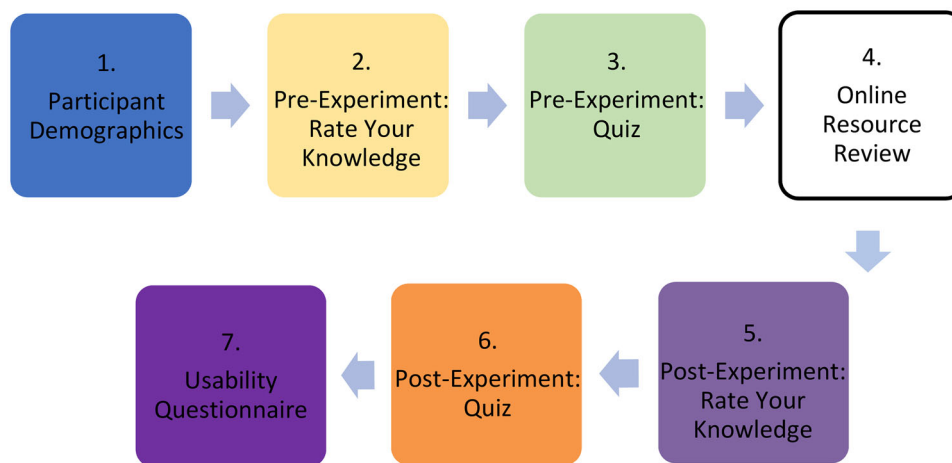 1.
Participant
Demographics
2.
Pre-Experiment:
Rate Your
Knowledge
3.
Pre-Experiment:
Quiz
4.
Online
Resource
Review
5.
Post-Experiment:
Rate Your
Knowledge
6.
Post-Experiment:
Quiz
7.
Usability
Questionnaire